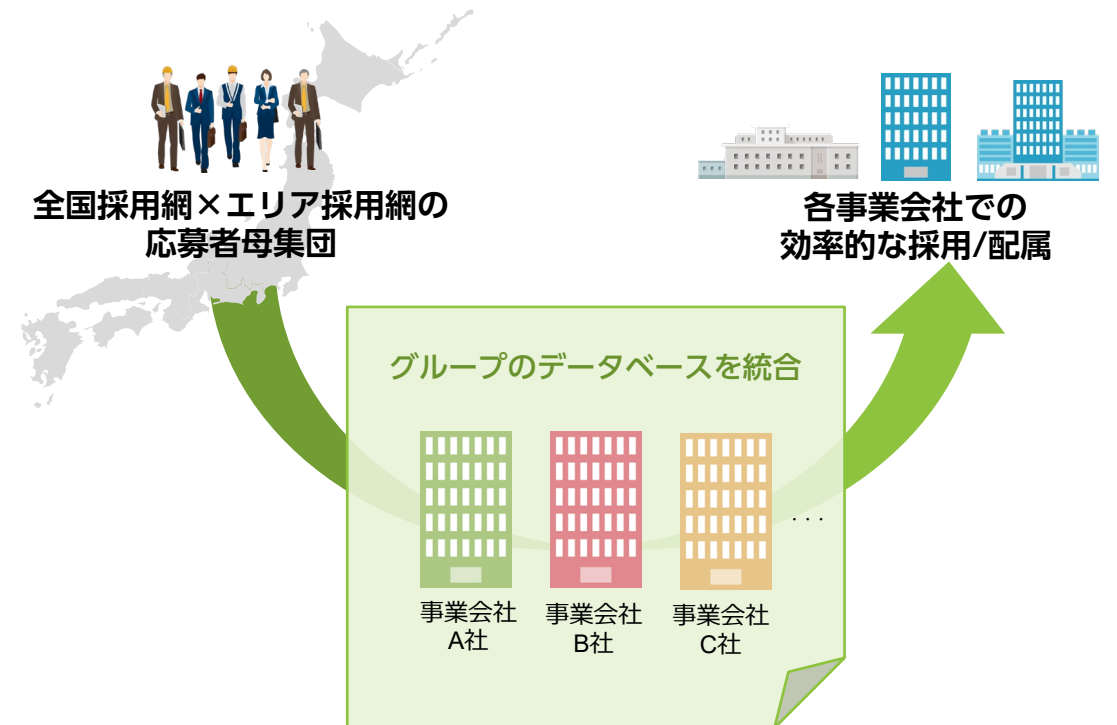 全国採用網×エリア採用網の
応募者母集団
各事業会社での
効率的な採用/配属
グループのデータベースを統合
事業会社
A社
事業会社
B社
事業会社
C社
...